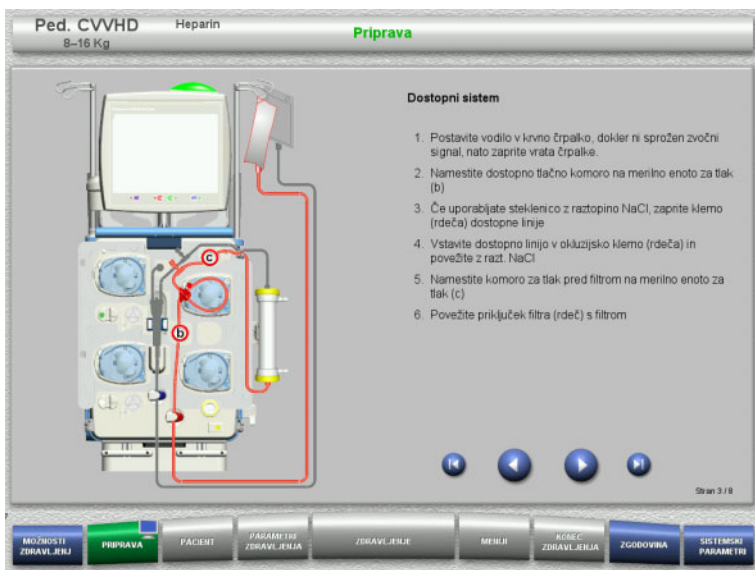 Ped. CVVHD Heparin
8–16 Kg
Priprava
Dostopni sistem
1. Postavite vodilo v krvno črpalko, dokler ni sprožen zvočni
signal, nato zaprite vrata črpalke.
2. Namestite dostopno tlačno komoro na merilno enoto za tlak
(b)
3. Če uporabljate steklenico z raztopino NaCl, zaprite klemo
(rdeča) dostopne linije
4. Vstavite dostopno linijo v okluzijsko klemo (rdeča) in
povežite z razt. NaCl
5. Namestite komoro za tlak pred filtrom na merilno enoto za
tlak (c)
6. Povežite priključek filtra (rdeč) s filtrom
c
b
Stran 3 / 8
MOŽNOSTI
ZDRAVLJENJ
PRIPRAVA
PACIENT
PARAMETRI
ZDRAVLJENJA
ZDRAVLJENJE
MENIJI
KONEC
ZDRAVLJENJA
ZGODOVINA
SISTEMSKI
PARAMETRI